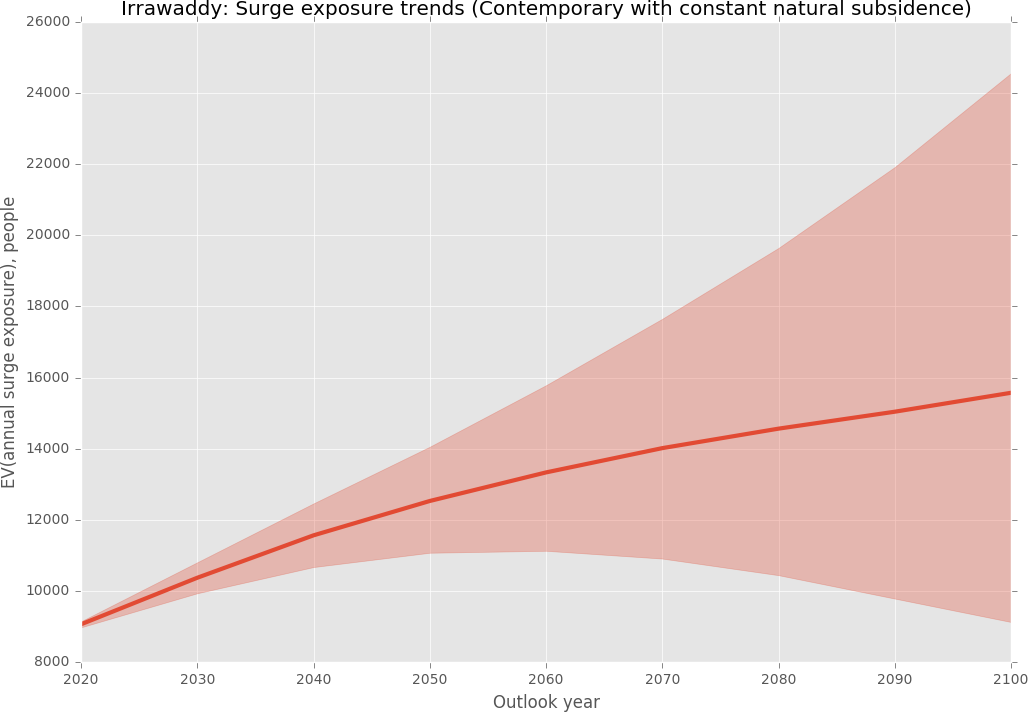 Irrawaddy: Surge exposure trends (Contemporary with constant natural subsidence)
26000
24000
22000
20000
18000
16000
14000
12000
10000
8000
EV(annual surge exposure), people
2020 2030 2040 2050 2060 2070 2080 2090 2100
Outlook year